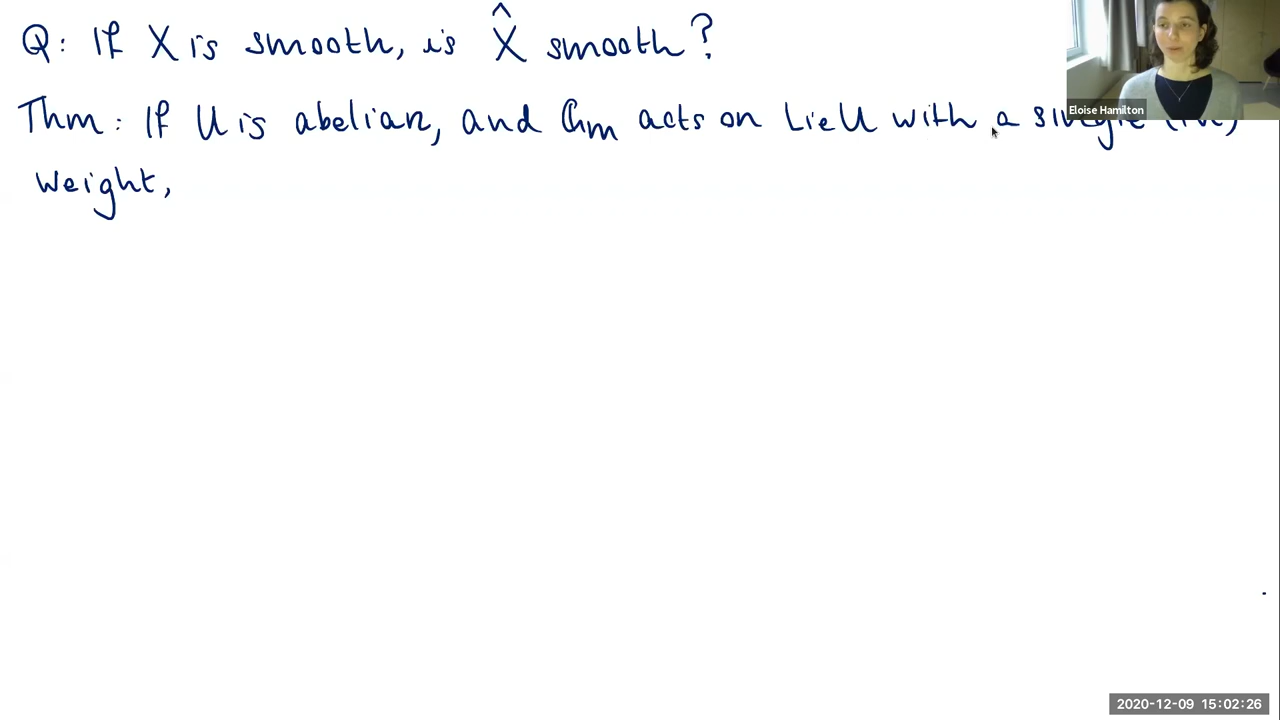 Q: If X is smooth, is X̂ smooth?
Thm: If U is abelian, and Gm acts on Lie U with a single
weight,
Eloise Hamilton
2020-12-09 15:02:26